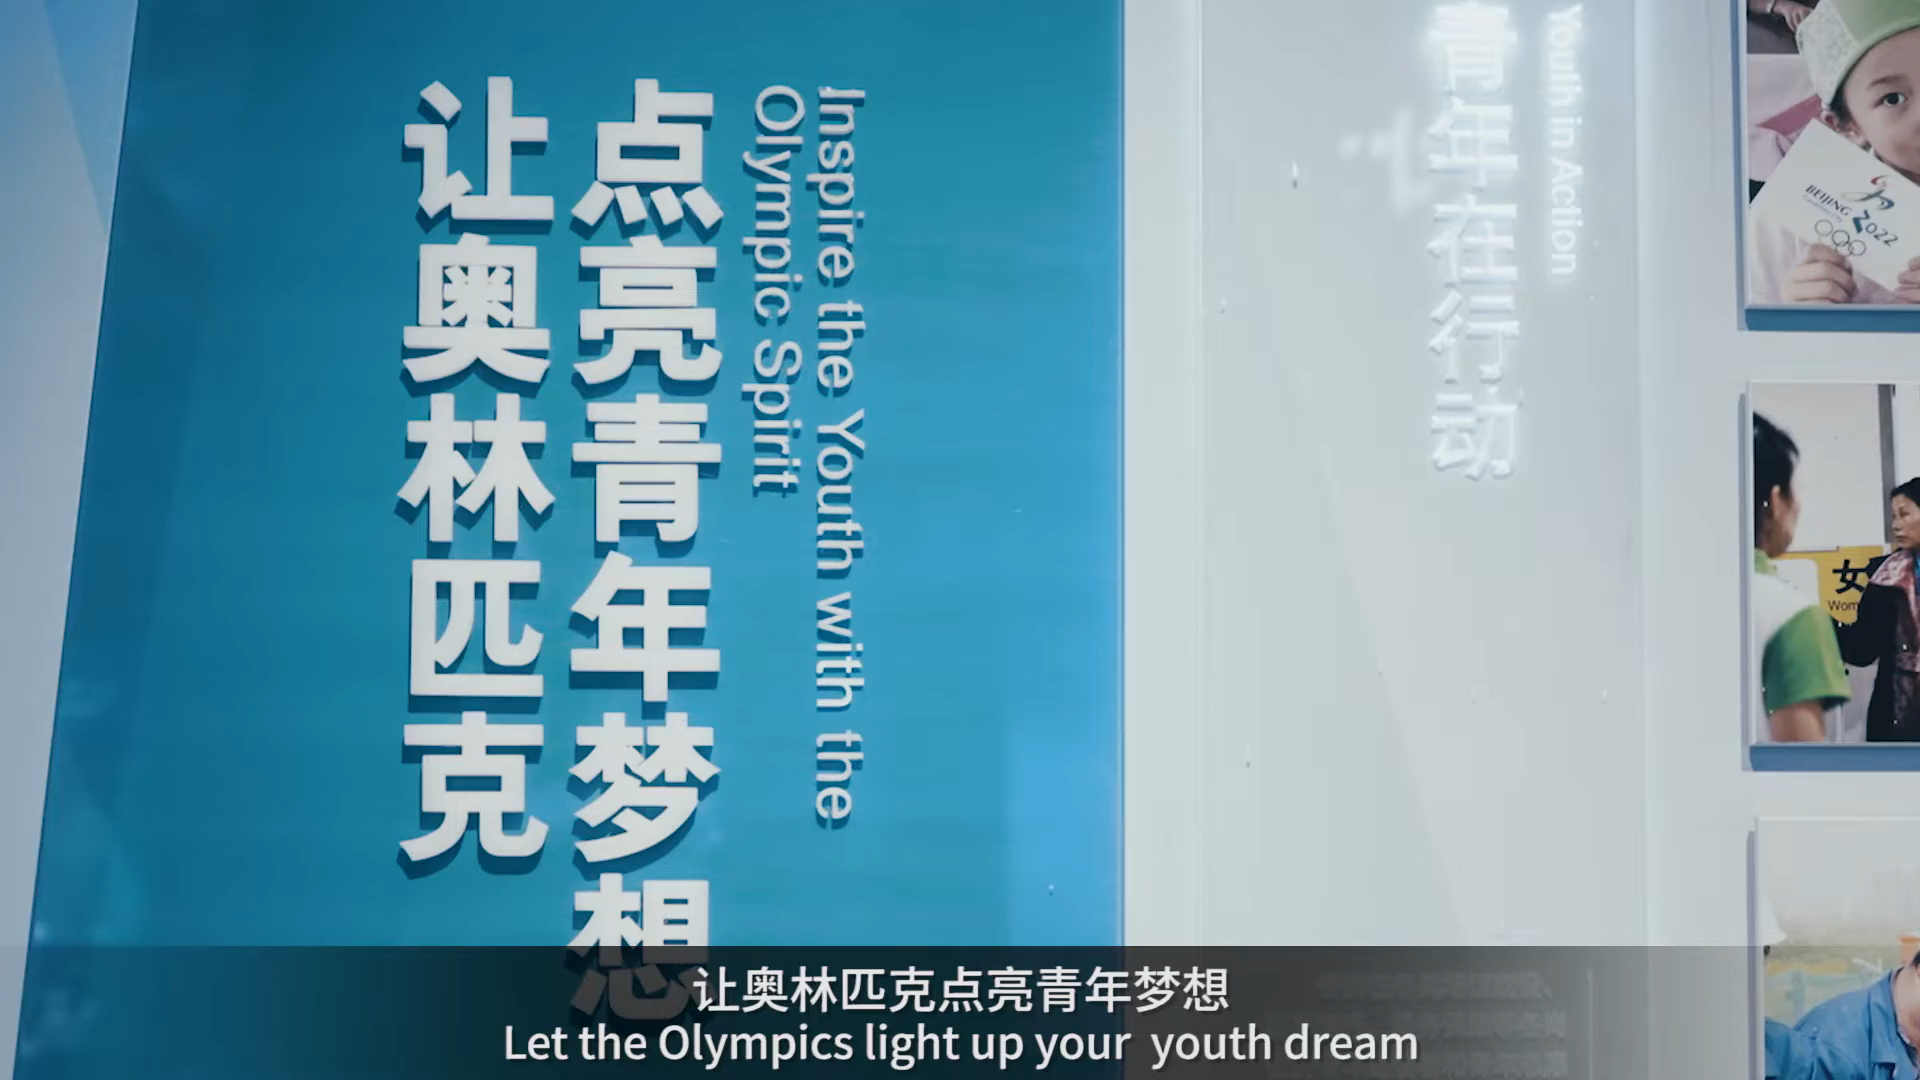 让奥林匹克
点亮青年梦想
Inspire the Youth with the
Olympic Spirit
青年在行动
Youth in Action
BEIJING
2022
女
Wom
让奥林匹克点亮青年梦想
Let the Olympics light up your  youth dream